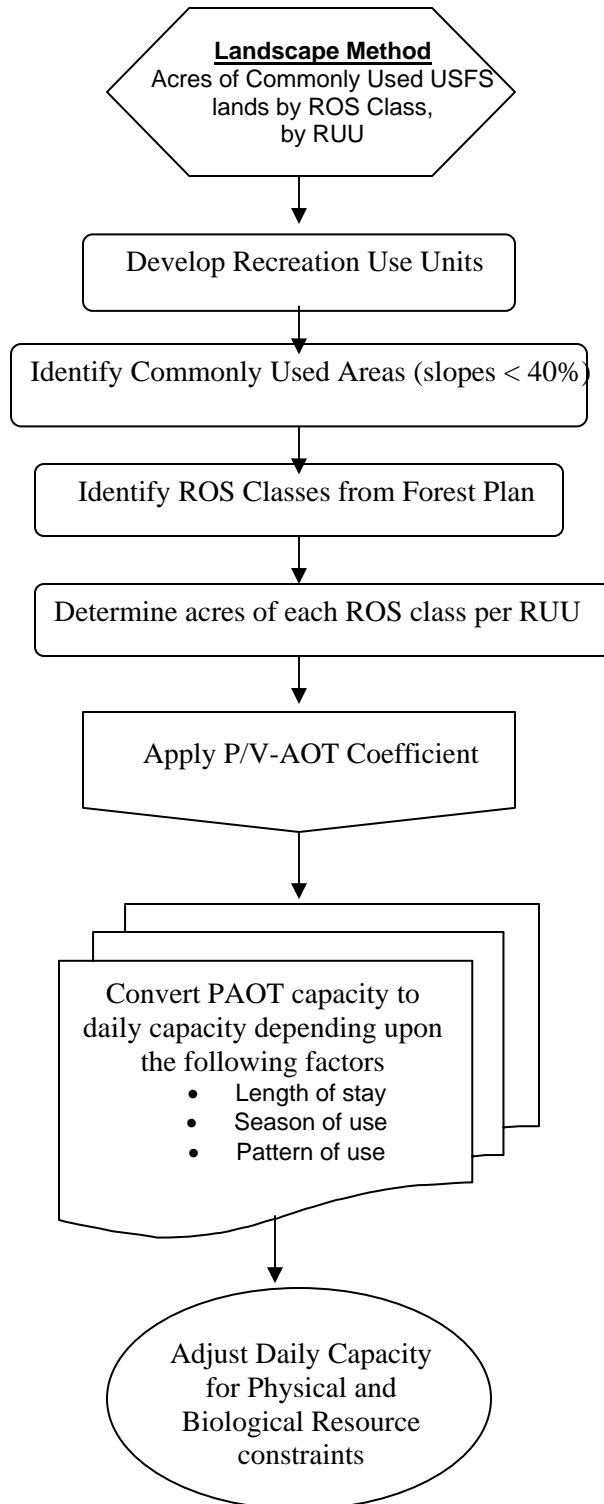 Landscape Method
Acres of Commonly Used USFS
lands by ROS Class,
by RUU
Develop Recreation Use Units
Identify Commonly Used Areas (slopes < 40%)
Identify ROS Classes from Forest Plan
Determine acres of each ROS class per RUU
Apply P/V-AOT Coefficient
Convert PAOT capacity to
daily capacity depending upon
the following factors
• Length of stay
• Season of use
• Pattern of use
Adjust Daily Capacity
for Physical and
Biological Resource
constraints